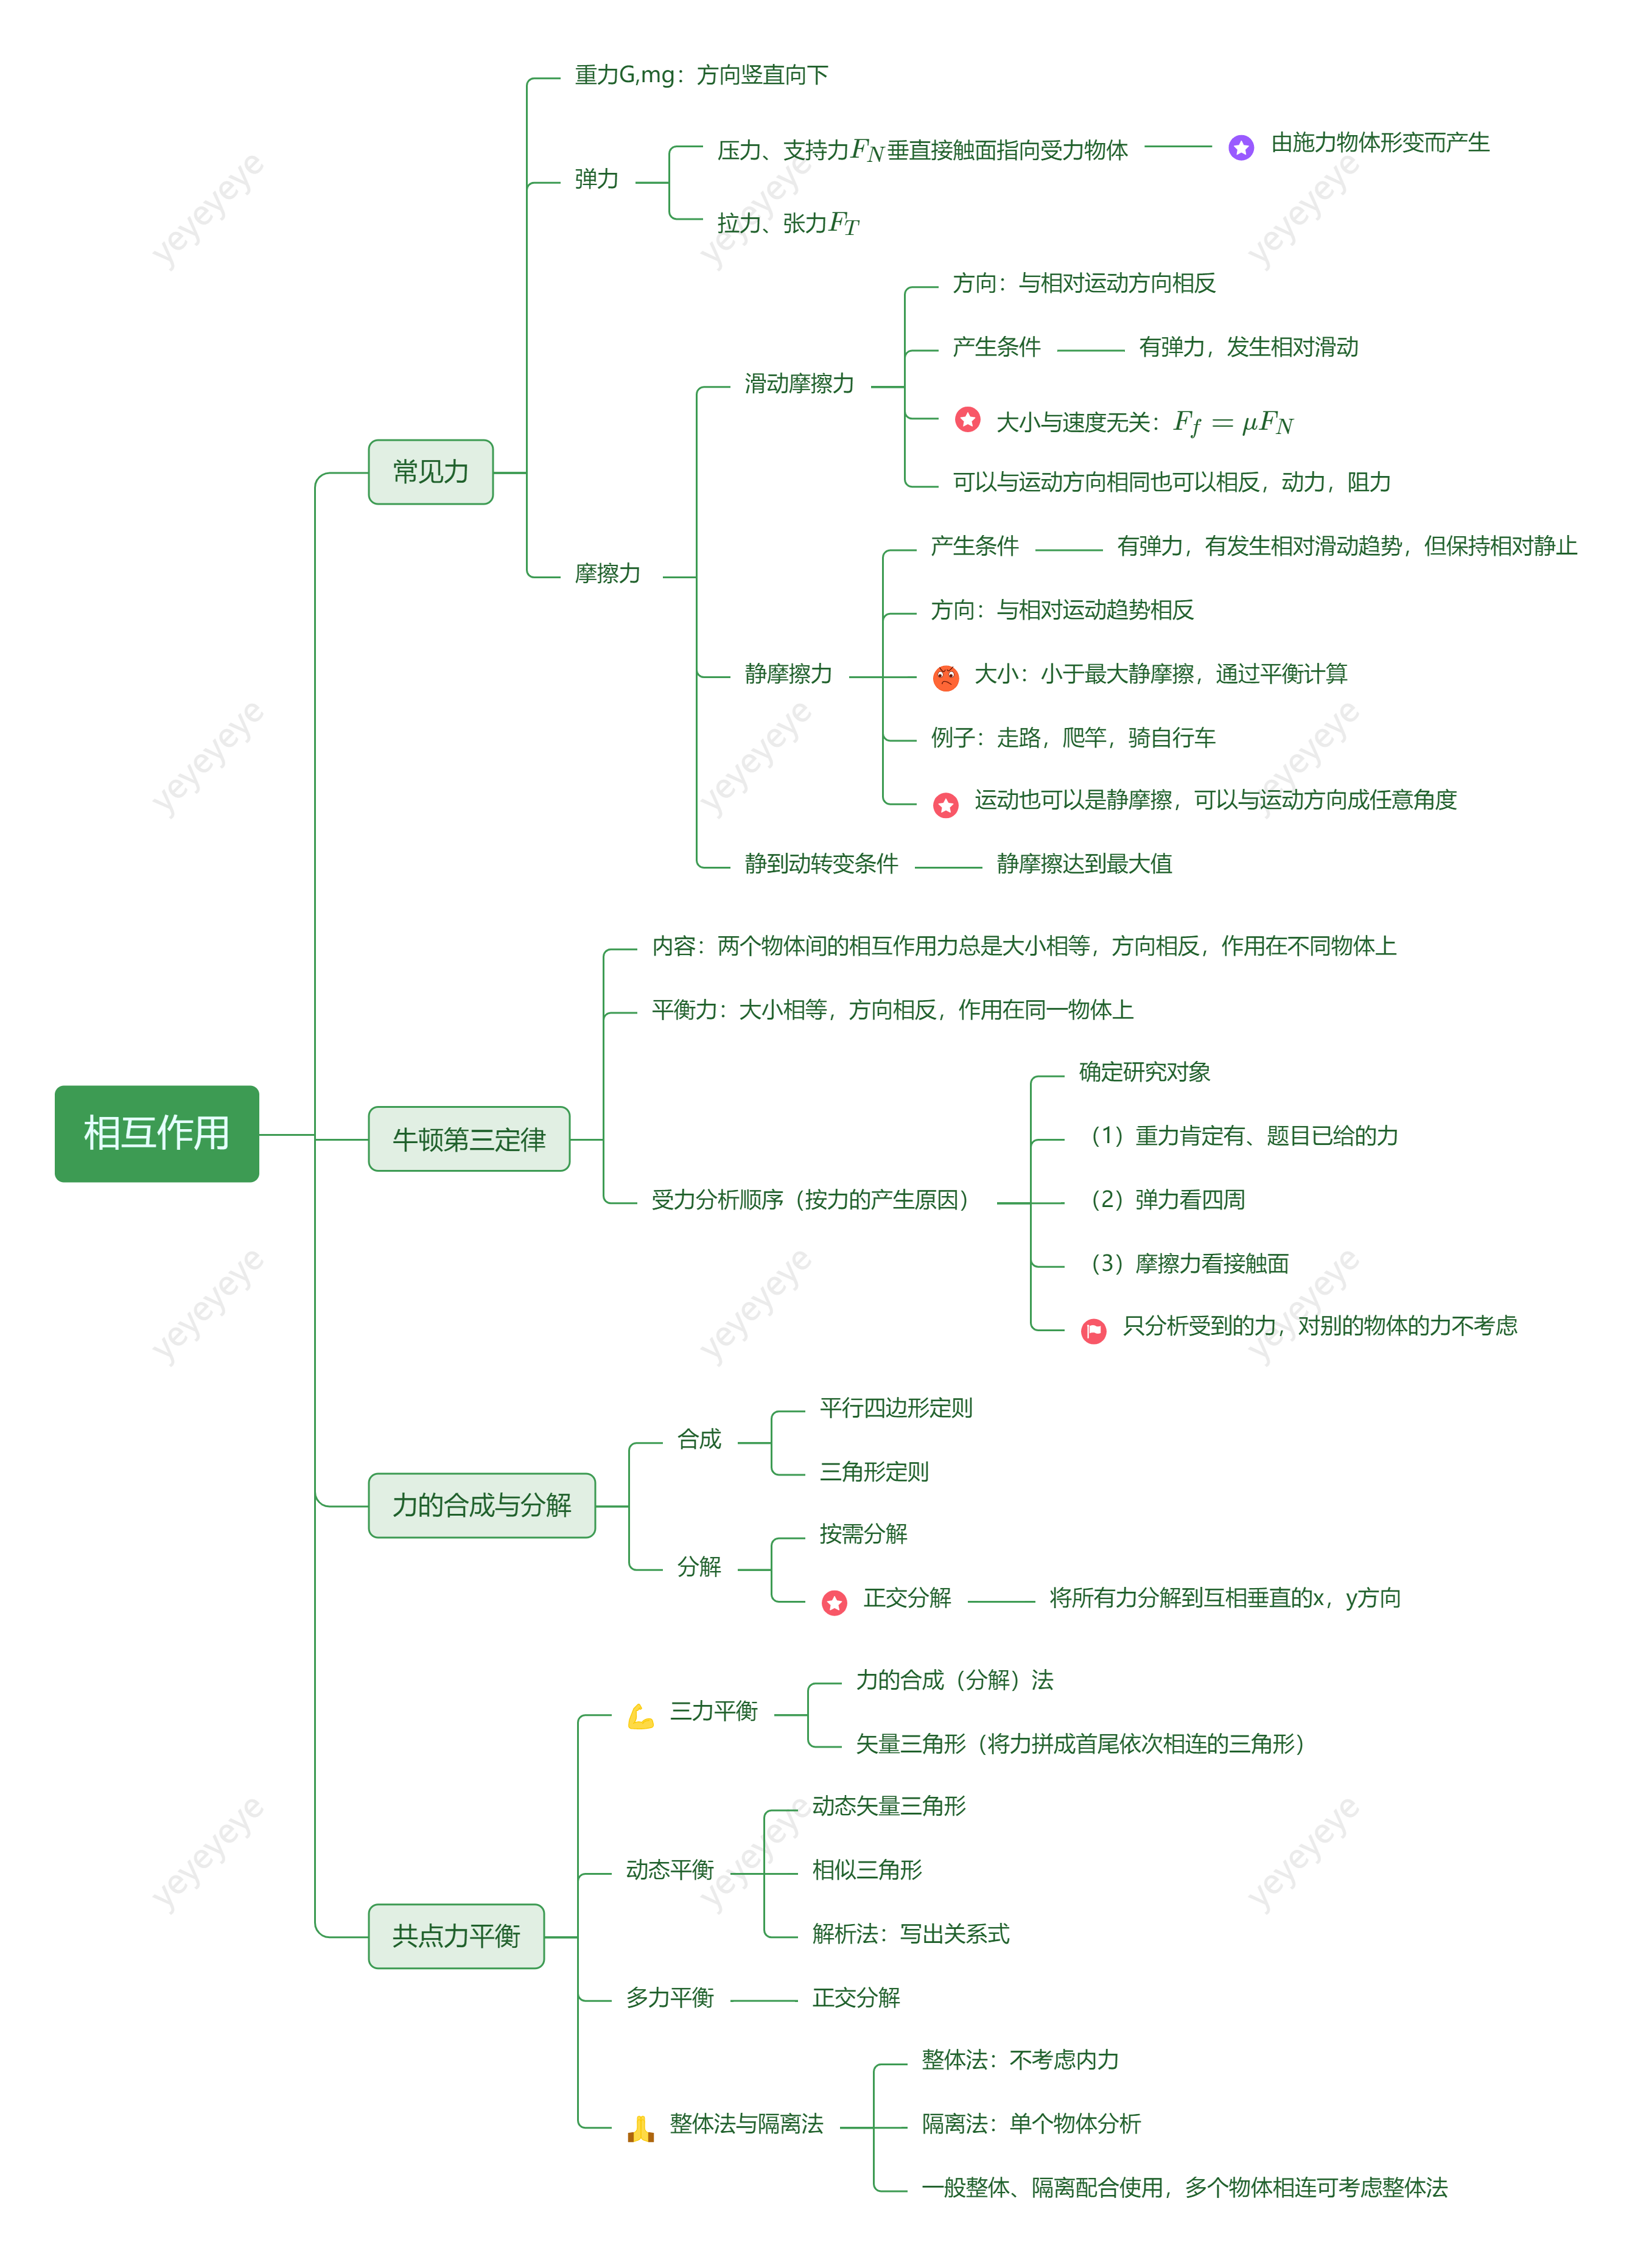 相互作用
常见力
重力G,mg：方向竖直向下
弹力
压力、支持力F_N垂直接触面指向受力物体
由施力物体形变而产生
拉力、张力F_T
摩擦力
滑动摩擦力
方向：与相对运动方向相反
产生条件
有弹力，发生相对滑动
大小与速度无关：F_f = μF_N
可以与运动方向相同也可以相反，动力，阻力
静摩擦力
产生条件
有弹力，有发生相对滑动趋势，但保持相对静止
方向：与相对运动趋势相反
大小：小于最大静摩擦，通过平衡计算
例子：走路，爬竿，骑自行车
运动也可以是静摩擦，可以与运动方向成任意角度
静到动转变条件
静摩擦达到最大值
牛顿第三定律
内容：两个物体间的相互作用力总是大小相等，方向相反，作用在不同物体上
平衡力：大小相等，方向相反，作用在同一物体上
受力分析顺序（按力的产生原因）
确定研究对象
（1）重力肯定有、题目已给的力
（2）弹力看四周
（3）摩擦力看接触面
只分析受到的力，对别的物体的力不考虑
力的合成与分解
合成
平行四边形定则
三角形定则
分解
按需分解
正交分解
将所有力分解到互相垂直的x，y方向
共点力平衡
三力平衡
力的合成（分解）法
矢量三角形（将力拼成首尾依次相连的三角形）
动态平衡
动态矢量三角形
相似三角形
解析法：写出关系式
多力平衡
正交分解
整体法与隔离法
整体法：不考虑内力
隔离法：单个物体分析
一般整体、隔离配合使用，多个物体相连可考虑整体法
yeyeyeye
yeyeyeye
yeyeyeye
yeyeyeye
yeyeyeye
yeyeyeye
yeyeyeye
yeyeyeye
yeyeyeye
yeyeyeye
yeyeyeye
yeyeyeye